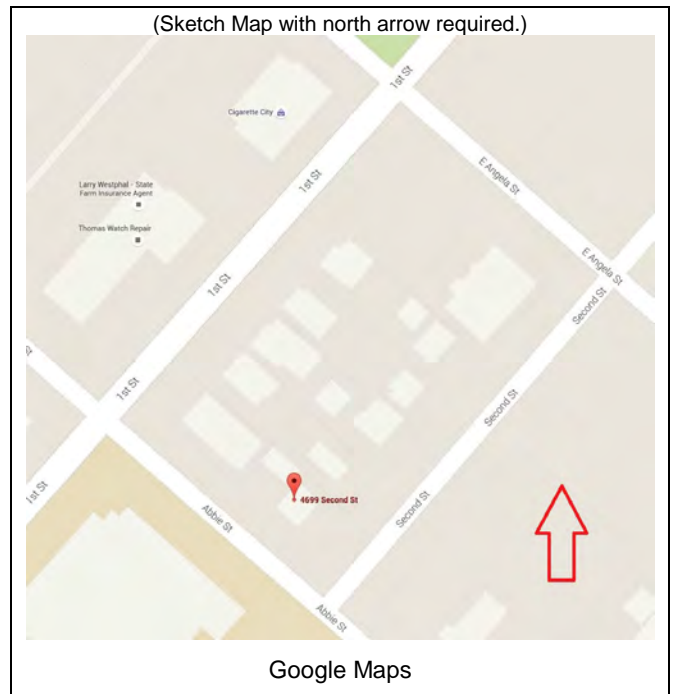 (Sketch Map with north arrow required.)
1st St
Cigarette City
1st St
E Angela St
Larry Westphal - State
Farm Insurance Agent
Thomas Watch Repair
E Angela St
1st St
Second St
St
1st St
Second St
1st St
4699 Second St
Second St
Abbie St
Abbie St
Google Maps